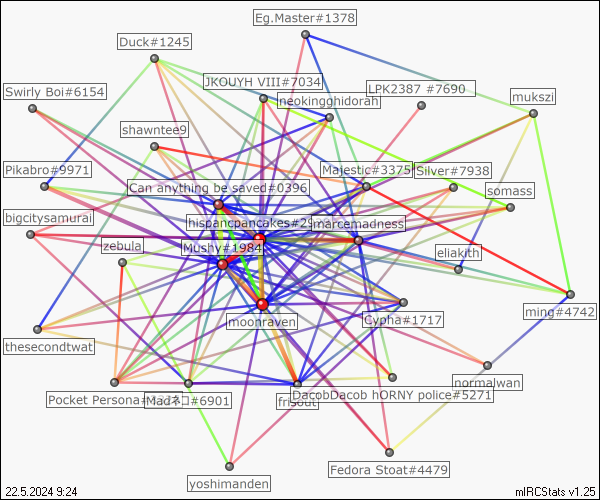 Eg.Master#1378
Duck#1245
JKOUYH VIII#7034
LPK2387 #7690
Swirly Boi#6154
neokingghidorah
mukszi
shawntee9
Pikabro#9971
Majestic#3375
Silver#7938
Can anything be saved#0396
somass
bigcitysamurai
hispancpancakes#29
marcemadness
zebula
Mushy#1984
eliakith
moonraven
Cypha#1717
ming#4742
thesecondtwat
normalwan
Pocket Persona#
Madネコ#6901
frisout
DacobDacob hORNY police#5271
Fedora Stoat#4479
yoshimanden
22.5.2024 9:24
mIRCStats v1.25